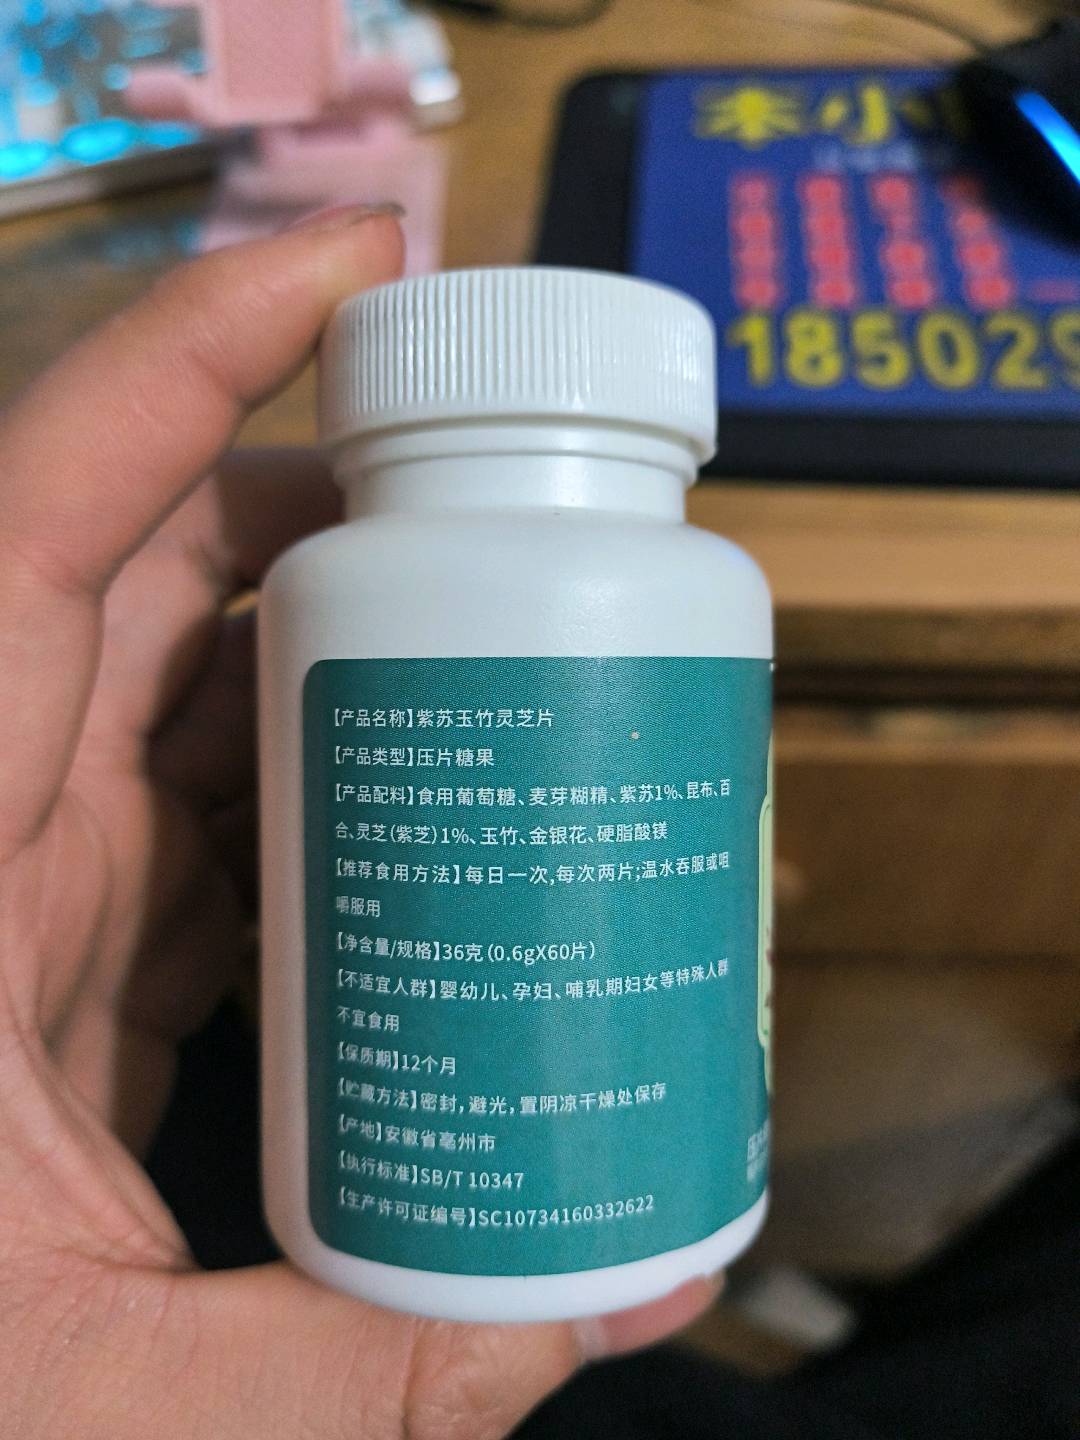 笨小
185029
【产品名称】紫苏玉竹灵芝片
【产品类型】压片糖果
【产品配料】食用葡萄糖、麦芽糊精、紫苏1%、昆布、百
合、灵芝(紫芝)1%、玉竹、金银花、硬脂酸镁
【推荐食用方法】每日一次,每次两片;温水吞服或咀
嚼服用
【净含量/规格】36克(0.6gX60片)
【不适宜人群】婴幼儿、孕妇、哺乳期妇女等特殊人群
不宜食用
【保质期】12个月
【贮藏方法】密封，避光，置阴凉干燥处保存
【产地】安徽省亳州市
【执行标准】SB/T 10347
【生产许可证编号】SC10734160332622